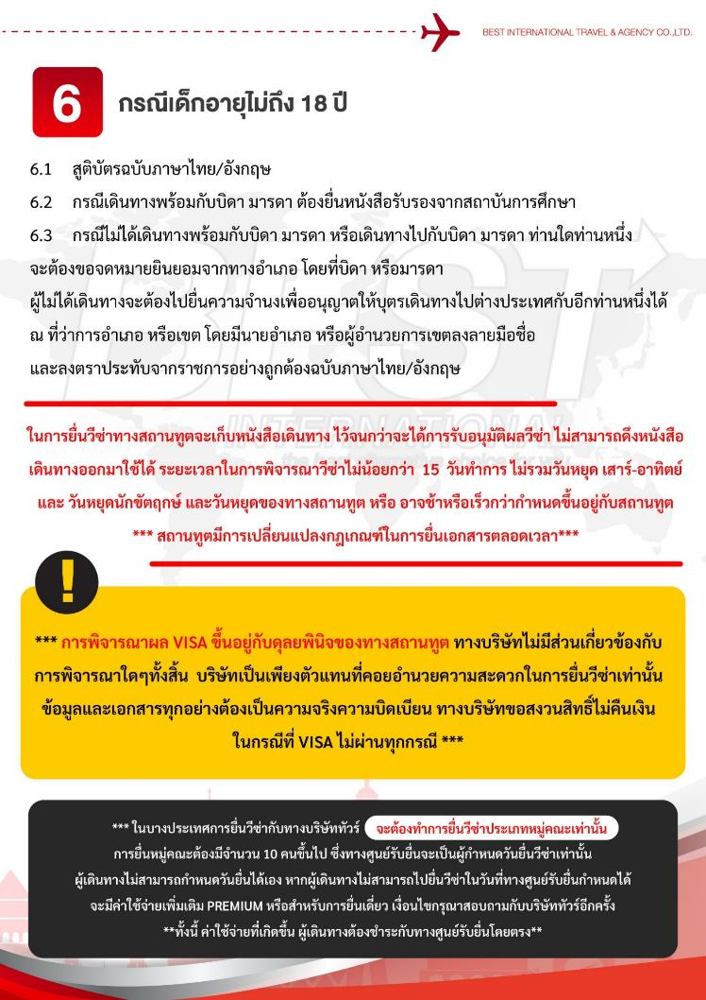 BEST INTERNATIONAL TRAVEL & AGENCY CO.,LTD.
6 กรณีเด็กอายุไม่ถึง 18 ปี
6.1 สูติบัตรฉบับภาษาไทย/อังกฤษ
6.2 กรณีเดินทางพร้อมกับบิดา มารดา ต้องยื่นหนังสือรับรองจากสถาบันการศึกษา
6.3 กรณีไม่ได้เดินทางพร้อมกับบิดา มารดา หรือเดินทางไปกับบิดา มารดา ท่านใดท่านหนึ่ง
จะต้องขอจดหมายยินยอมจากทางอำเภอ โดยที่บิดา หรือมารดา
ผู้ไม่ได้เดินทางจะต้องไปยื่นความจำนงเพื่ออนุญาตให้บุตรเดินทางไปต่างประเทศกับอีกท่านหนึ่งได้
ณ ที่ว่าการอำเภอ หรือเขต โดยมีนายอำเภอ หรือผู้อำนวยการเขตลงลายมือชื่อ
และลงตราประทับจากราชการอย่างถูกต้องฉบับภาษาไทย/อังกฤษ
BEST
INTERNATIONAL
ในการยื่นวีซ่าทางสถานทูตจะเก็บหนังสือเดินทาง ไว้จนกว่าจะได้การรับอนุมัติผลวีซ่า ไม่สามารถดึงหนังสือ
เดินทางออกมาใช้ได้ ระยะเวลาในการพิจารณาวีซ่าไม่น้อยกว่า 15 วันทำการ ไม่รวมวันหยุด เสาร์-อาทิตย์
และ วันหยุดนักขัตฤกษ์ และวันหยุดของทางสถานทูต หรือ อาจช้าหรือเร็วกว่ากำหนดขึ้นอยู่กับสถานทูต
*** สถานทูตมีการเปลี่ยนแปลงกฎเกณฑ์ในการยื่นเอกสารตลอดเวลา***
!
*** การพิจารณาผล VISA ขึ้นอยู่กับดุลยพินิจของทางสถานทูต ทางบริษัทไม่มีส่วนเกี่ยวข้องกับ
การพิจารณาใดๆทั้งสิ้น บริษัทเป็นเพียงตัวแทนที่คอยอำนวยความสะดวกในการยื่นวีซ่าเท่านั้น
ข้อมูลและเอกสารทุกอย่างต้องเป็นความจริงความบิดเบียน ทางบริษัทขอสงวนสิทธิ์ไม่คืนเงิน
ในกรณีที่ VISA ไม่ผ่านทุกกรณี ***
*** ในบางประเทศการยื่นวีซ่ากับทางบริษัททัวร์ จะต้องทำการยื่นวีซ่าประเภทหมู่คณะเท่านั้น
การยื่นหมู่คณะต้องมีจำนวน 10 คนขึ้นไป ซึ่งทางศูนย์รับยื่นจะเป็นผู้กำหนดวันยื่นวีซ่าเท่านั้น
ผู้เดินทางไม่สามารถกำหนดวันยื่นได้เอง หากผู้เดินทางไม่สามารถไปยื่นวีซ่าในวันที่ทางศูนย์รับยื่นกำหนดได้
จะมีค่าใช้จ่ายเพิ่มเติม PREMIUM หรือสำหรับการยื่นเดี่ยว เงื่อนไขกรุณาสอบถามกับบริษัททัวร์อีกครั้ง
**ทั้งนี้ ค่าใช้จ่ายที่เกิดขึ้น ผู้เดินทางต้องชำระกับทางศูนย์รับยื่นโดยตรง**